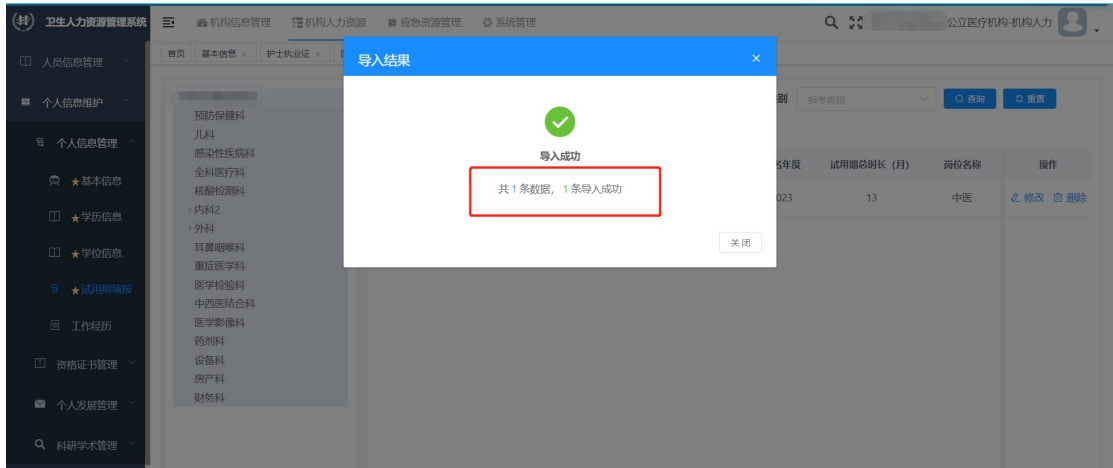 卫生人力资源管理系统
机构信息管理
机构人力资源
应急资源管理
系统管理
公立医疗机构-机构人力
首页
基本信息 ×
护士执业证 ×
人员信息管理
个人信息维护
个人信息管理
★基本信息
★学历信息
★学位信息
★试用期填报
工作经历
资格证书管理
个人发展管理
科研学术管理
预防保健科
儿科
感染性疾病科
全科医疗科
核酸检测科
内科2
外科
耳鼻咽喉科
重症医学科
医学检验科
中西医结合科
医学影像科
药剂科
设备科
房产科
财务科
导入结果
×
导入成功
共 1 条数据, 1 条导入成功
关闭
别
报考类别
查询
重置
名年度
试用期总时长(月)
岗位名称
操作
023
13
中医
修改
删除